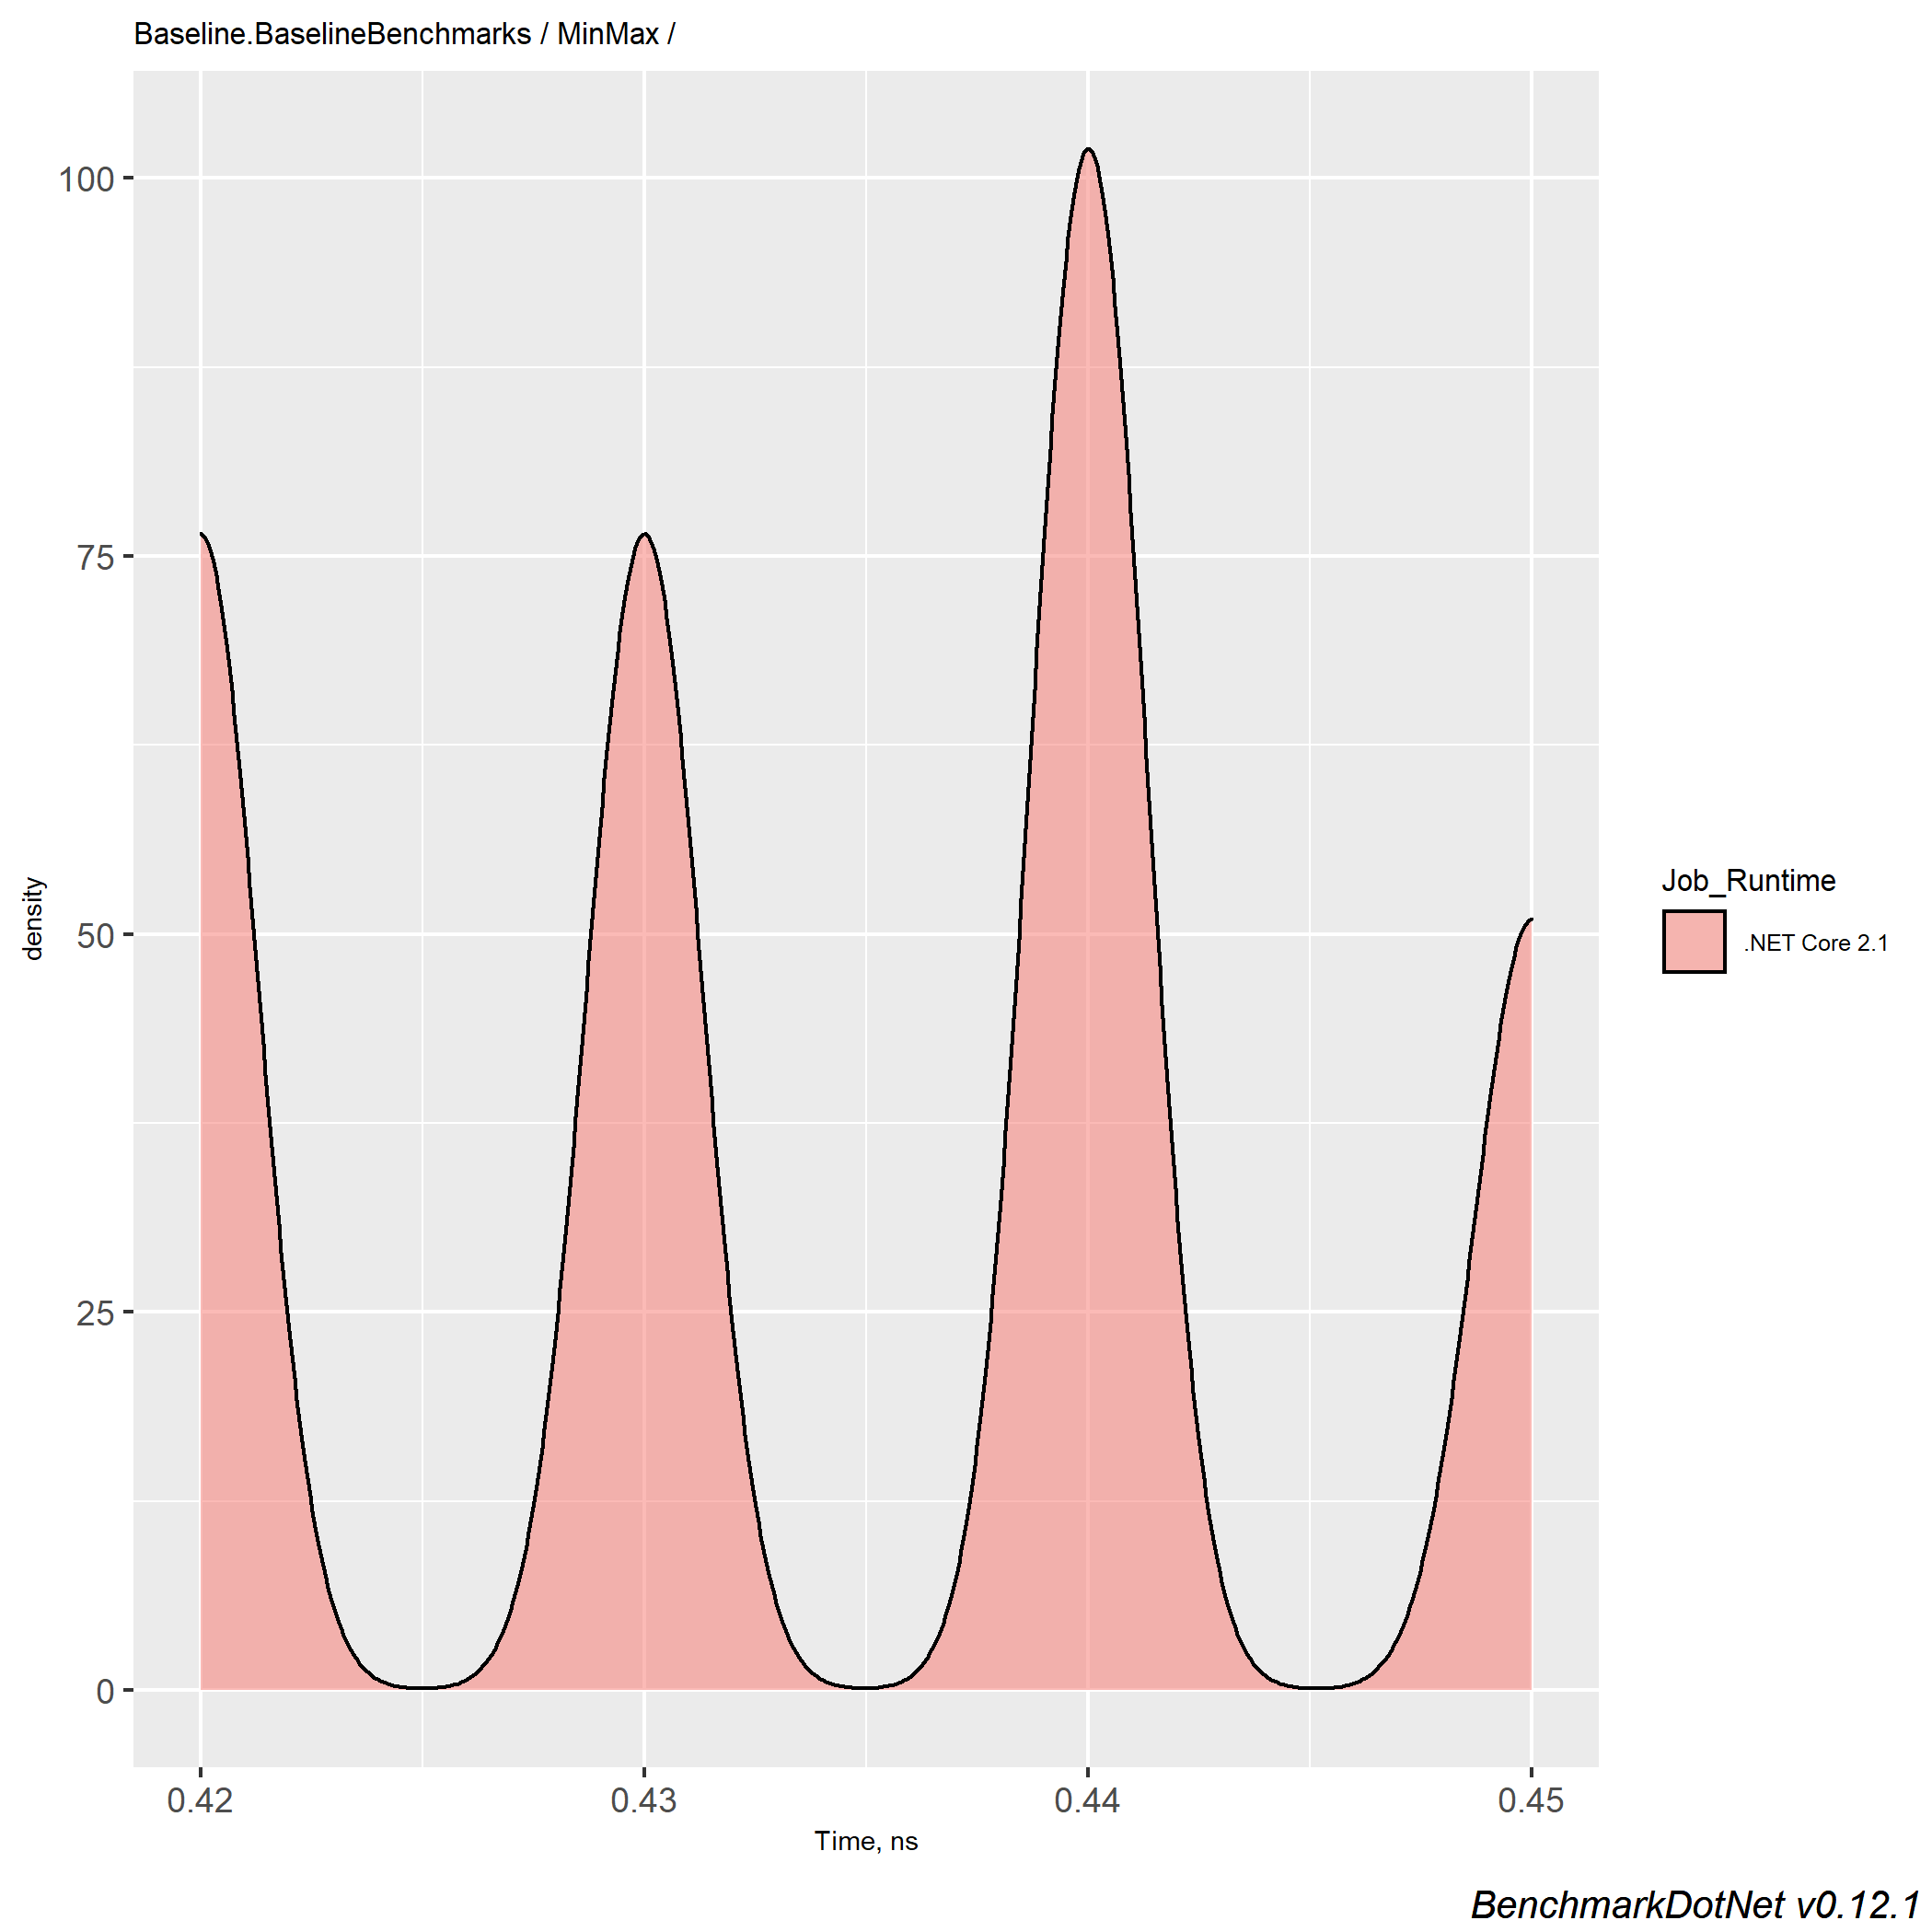 Baseline.BaselineBenchmarks / MinMax /
100
75
50
25
0
density
0.42
0.43
0.44
0.45
Time, ns
Job_Runtime
.NET Core 2.1
BenchmarkDotNet v0.12.1